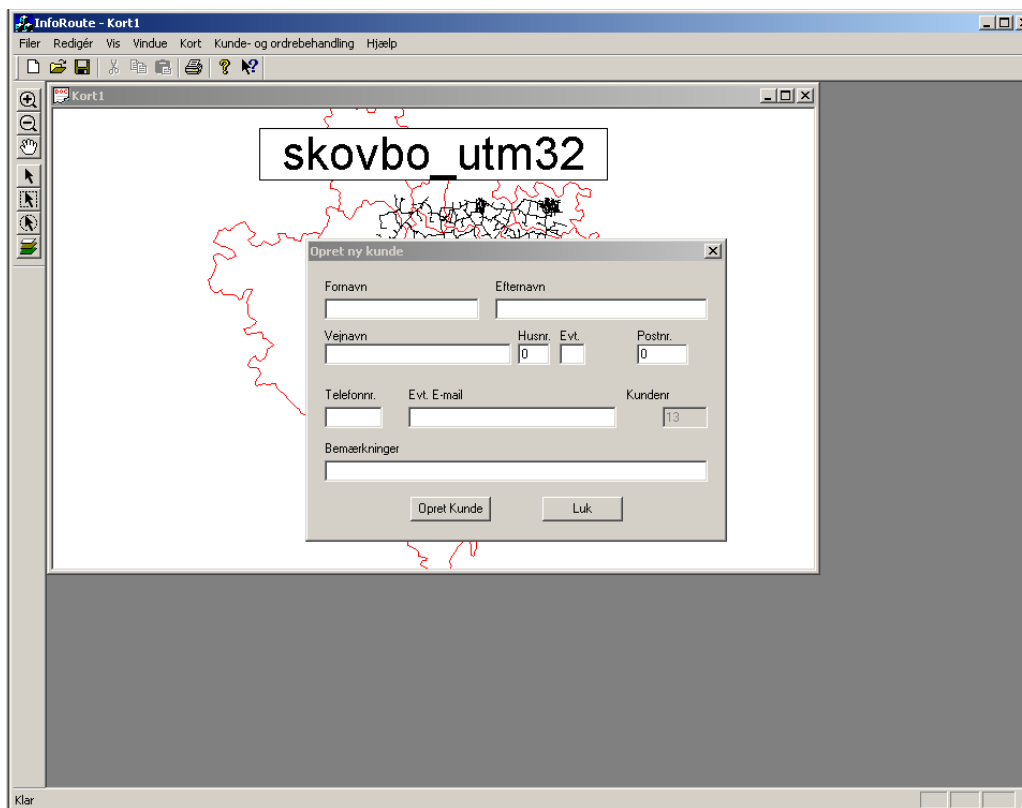 InfoRoute - Kort1
Filer Redigér Vis Vindue Kort Kunde- og ordrebehandling Hjælp
Kort1
skovbo_utm32
Opret ny kunde
Fornavn Efternavn
Vejnavn Husnr. Evt. Postnr.
0 0
Telefonnr. Evt. E-mail Kundenr
13
Bemærkninger
Opret Kunde Luk
Klar